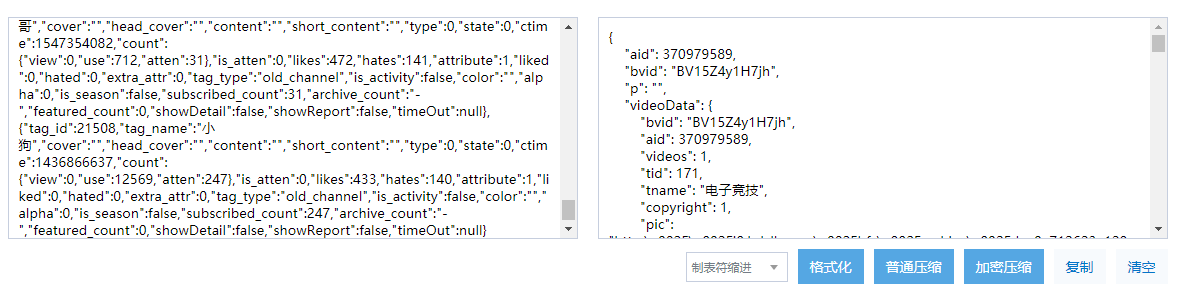 哥","cover":"","head_cover":"","content":"","short_content":"","type":0,"state":0,"ctim
e":1547354082,"count":
{"view":0,"use":712,"atten":31},"is_atten":0,"likes":472,"hates":141,"attribute":1,"liked
":0,"hated":0,"extra_attr":0,"tag_type":"old_channel","is_activity":false,"color":"","alp
ha":0,"is_season":false,"subscribed_count":31,"archive_count":"-
","featured_count":0,"showDetail":false,"showReport":false,"timeOut":null},
{"tag_id":21508,"tag_name":"小
狗","cover":"","head_cover":"","content":"","short_content":"","type":0,"state":0,"ctim
e":1436866637,"count":
{"view":0,"use":12569,"atten":247},"is_atten":0,"likes":433,"hates":140,"attribute":1,"li
ked":0,"hated":0,"extra_attr":0,"tag_type":"old_channel","is_activity":false,"color":"","
alpha":0,"is_season":false,"subscribed_count":247,"archive_count":"-
","featured_count":0,"showDetail":false,"showReport":false,"timeOut":null}
{
"aid": 370979589,
"bvid": "BV15Z4y1H7jh",
"p": "",
"videoData": {
"bvid": "BV15Z4y1H7jh",
"aid": 370979589,
"videos": 1,
"tid": 171,
"tname": "电子竞技",
"copyright": 1,
"pic":
制表符缩进
格式化
普通压缩
加密压缩
复制
清空